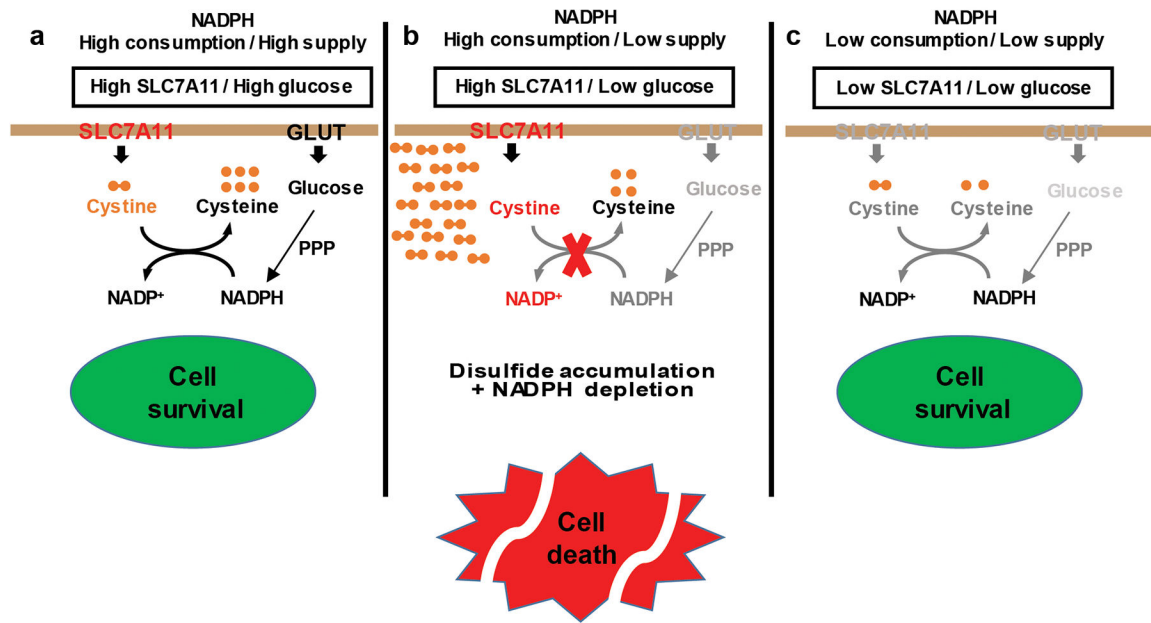 a
NADPH
High consumption / High supply
High SLC7A11 / High glucose
SLC7A11
GLUT
Cystine
Cysteine
Glucose
PPP
NADP+
NADPH
Cell
survival
b
NADPH
High consumption / Low supply
High SLC7A11 / Low glucose
SLC7A11
GLUT
Cystine
Cysteine
Glucose
PPP
NADP+
NADPH
Disulfide accumulation
+ NADPH depletion
Cell
death
c
NADPH
Low consumption / Low supply
Low SLC7A11 / Low glucose
SLC7A11
GLUT
Cystine
Cysteine
Glucose
PPP
NADP+
NADPH
Cell
survival